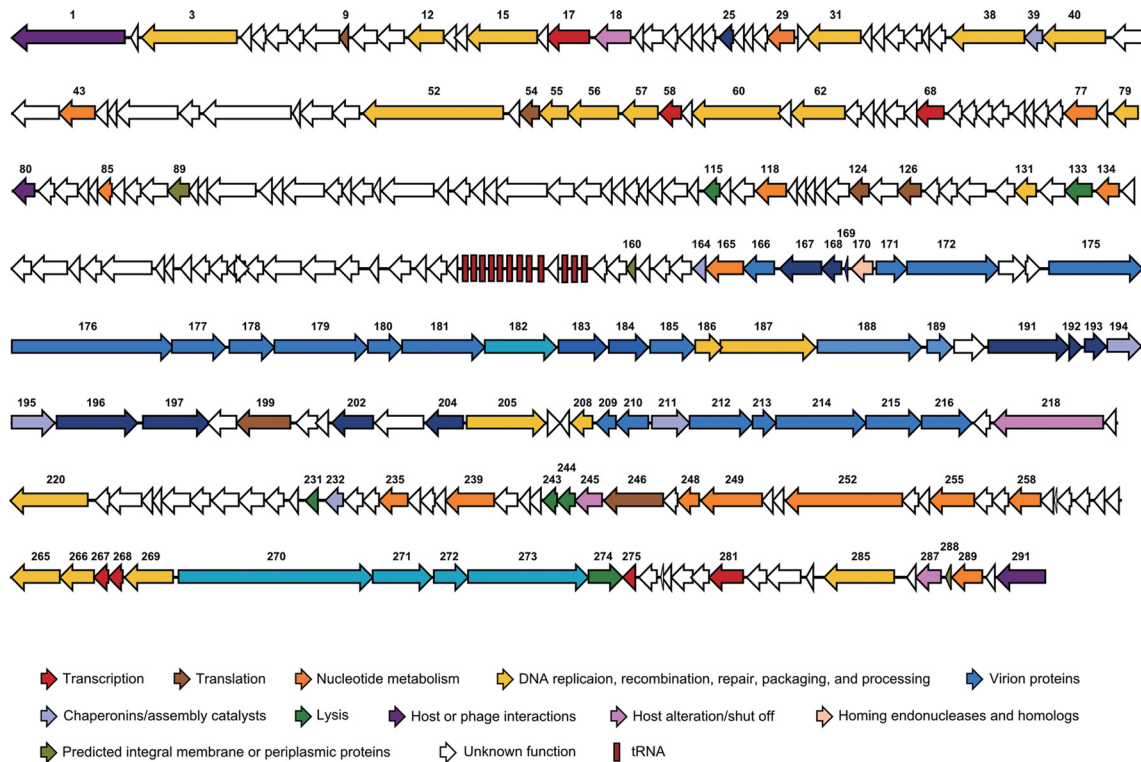 1 3 9 12 15 17 18 25 29 31 38 39 40
43 52 54 55 56 57 58 60 62 68 77 79
80 85 89 115 118 124 126 131 133 134
160 164 165 166 167 168 169 170 171 172 175
176 177 178 179 180 181 182 183 184 185 186 187 188 189 191 192 193 194
195 196 197 199 202 204 205 208 209 210 211 212 213 214 215 216 218
220 231 232 235 239 243 244 245 246 248 249 252 255 258
265 266 267 268 269 270 271 272 273 274 275 281 285 287 288 289 291
Transcription Translation Nucleotide metabolism DNA replicaion, recombination, repair, packaging, and processing Virion proteins
Chaperonins/assembly catalysts Lysis Host or phage interactions Host alteration/shut off Homing endonucleases and homologs
Predicted integral membrane or periplasmic proteins Unknown function tRNA